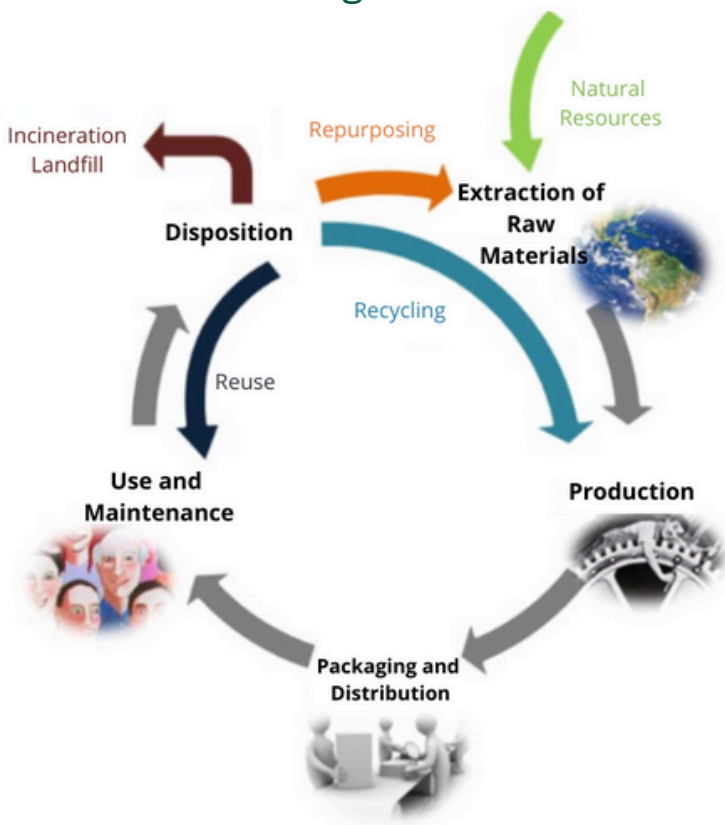 Natural
Resources
Incineration
Landfill
Repurposing
Extraction of
Raw
Materials
Disposition
Recycling
Reuse
Use and
Maintenance
Production
Packaging and
Distribution